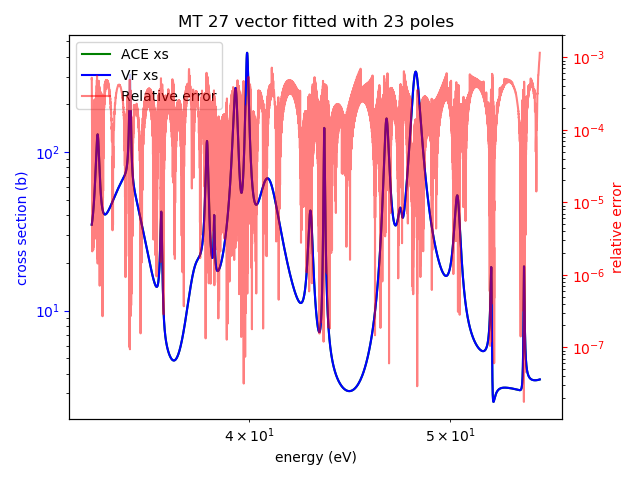 MT 27 vector fitted with 23 poles
ACE xs
VF xs
Relative error
cross section (b)
10²
10¹
relative error
10⁻³
10⁻⁴
10⁻⁵
10⁻⁶
10⁻⁷
4 × 10¹
5 × 10¹
energy (eV)